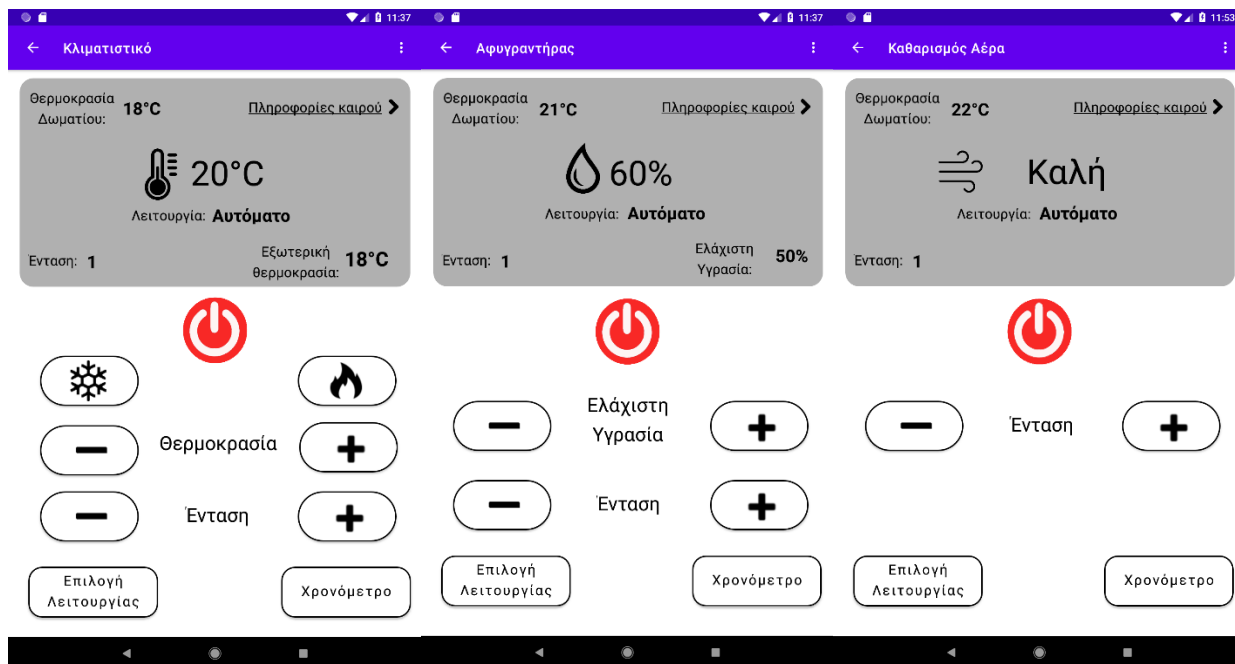 11:37
Κλιματιστικό
Θερμοκρασία
Δωματίου:
18°C
Πληροφορίες καιρού
20°C
Λειτουργία: Αυτόματο
Ένταση: 1
Εξωτερική
θερμοκρασία:
18°C
Θερμοκρασία
Ένταση
Επιλογή
Λειτουργίας
Χρονόμετρο
11:37
Αφυγραντήρας
Θερμοκρασία
Δωματίου:
21°C
Πληροφορίες καιρού
60%
Λειτουργία: Αυτόματο
Ένταση: 1
Ελάχιστη
Υγρασία:
50%
Ελάχιστη
Υγρασία
Ένταση
Επιλογή
Λειτουργίας
Χρονόμετρο
11:53
Καθαρισμός Αέρα
Θερμοκρασία
Δωματίου:
22°C
Πληροφορίες καιρού
Καλή
Λειτουργία: Αυτόματο
Ένταση: 1
Ένταση
Επιλογή
Λειτουργίας
Χρονόμετρο